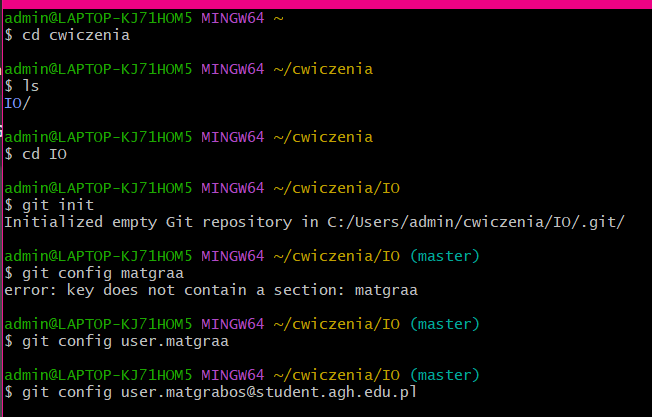 admin@LAPTOP-KJ71HOM5 MINGW64 ~
$ cd cwiczenia
admin@LAPTOP-KJ71HOM5 MINGW64 ~/cwiczenia
$ ls
IO/
admin@LAPTOP-KJ71HOM5 MINGW64 ~/cwiczenia
$ cd IO
admin@LAPTOP-KJ71HOM5 MINGW64 ~/cwiczenia/IO
$ git init
Initialized empty Git repository in C:/Users/admin/cwiczenia/IO/.git/
admin@LAPTOP-KJ71HOM5 MINGW64 ~/cwiczenia/IO (master)
$ git config matgraa
error: key does not contain a section: matgraa
admin@LAPTOP-KJ71HOM5 MINGW64 ~/cwiczenia/IO (master)
$ git config user.matgraa
admin@LAPTOP-KJ71HOM5 MINGW64 ~/cwiczenia/IO (master)
$ git config user.matgrabos@student.agh.edu.pl